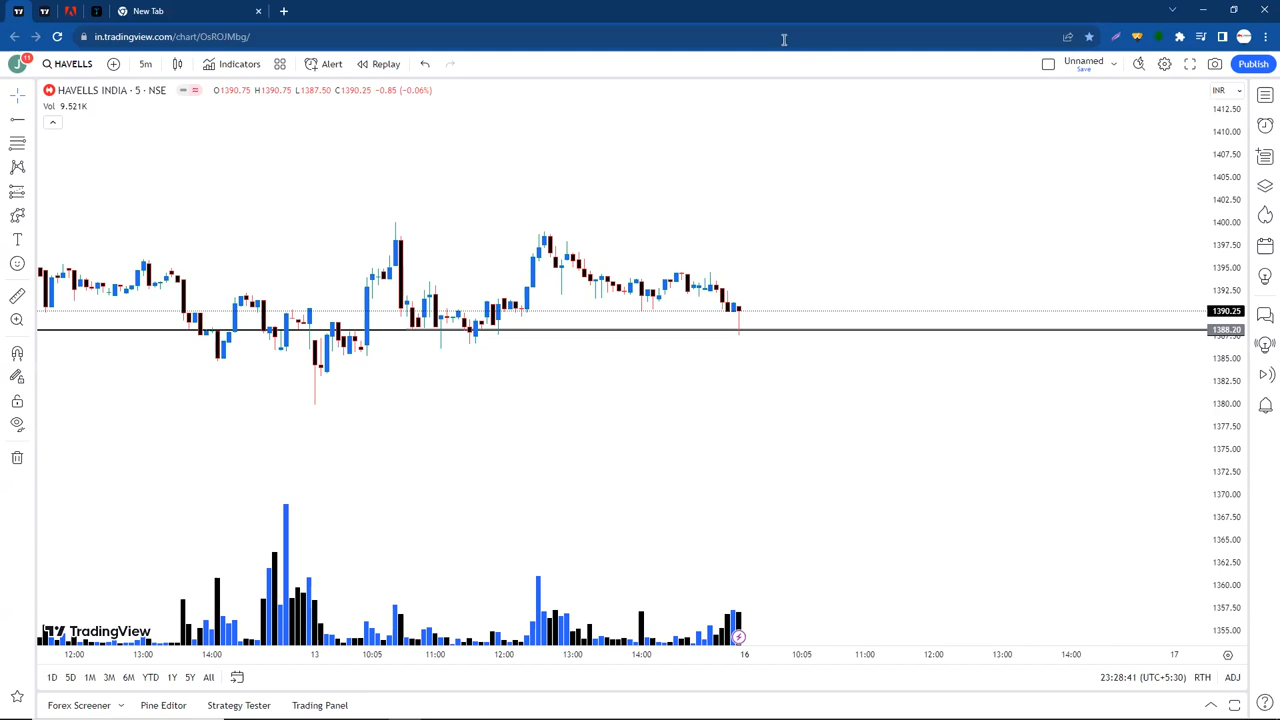 New Tab
in.tradingview.com/chart/OsROJMbg/
J 11 HAVELLS 5m Indicators Alert Replay Unnamed Save Publish
HAVELLS INDIA · 5 · NSE O1390.75 H1390.75 L1387.50 C1390.25 -0.85 (-0.06%) INR
Vol 9.521K
1412.50
1410.00
1407.50
1405.00
1402.50
1400.00
1397.50
1395.00
1392.50
1390.25
1388.20
1385.00
1382.50
1380.00
1377.50
1375.00
1372.50
1370.00
1367.50
1365.00
1362.50
1360.00
1357.50
1355.00
TradingView
12:00 13:00 14:00 13 10:05 11:00 12:00 13:00 14:00 16 10:05 11:00 12:00 13:00 14:00 17
1D 5D 1M 3M 6M YTD 1Y 5Y All 23:28:41 (UTC+5:30) RTH ADJ
Forex Screener Pine Editor Strategy Tester Trading Panel